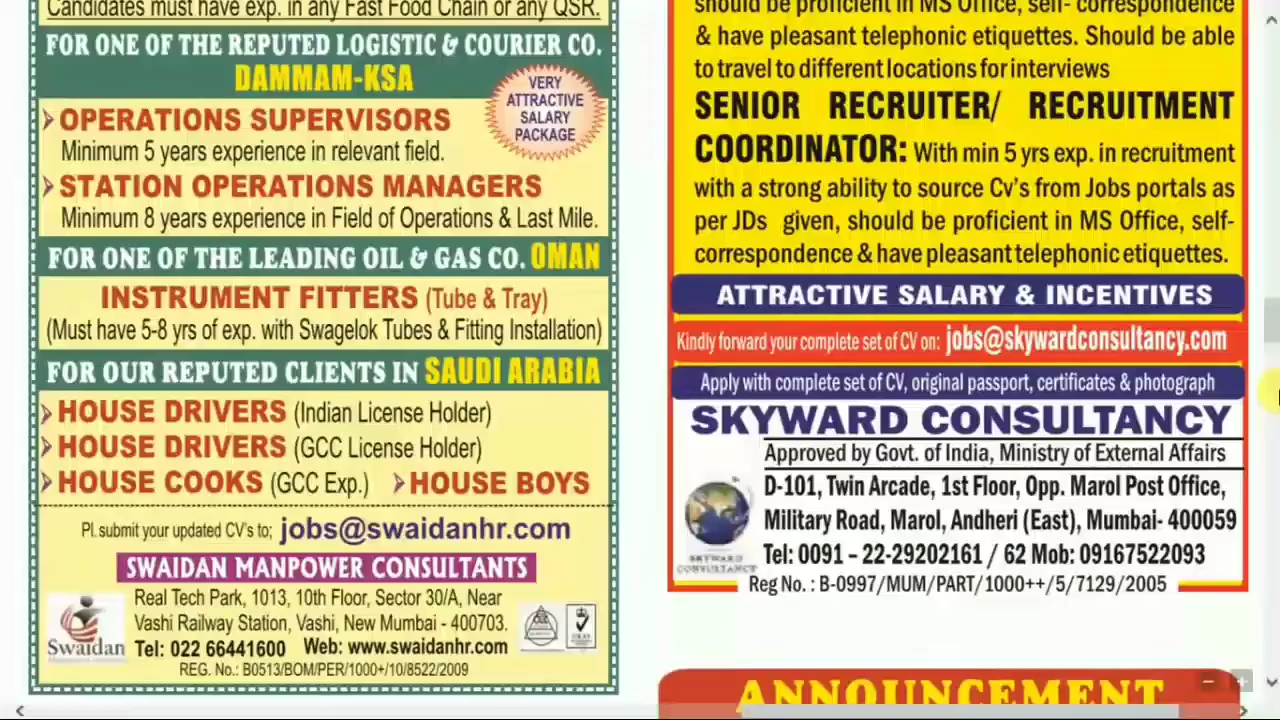 Candidates must have exp. in any Fast Food Chain or any QSR.
FOR ONE OF THE REPUTED LOGISTIC & COURIER CO.
DAMMAM-KSA
VERY
ATTRACTIVE
SALARY
PACKAGE
OPERATIONS SUPERVISORS
Minimum 5 years experience in relevant field.
STATION OPERATIONS MANAGERS
Minimum 8 years experience in Field of Operations & Last Mile.
FOR ONE OF THE LEADING OIL & GAS CO. OMAN
INSTRUMENT FITTERS (Tube & Tray)
(Must have 5-8 yrs of exp. with Swagelok Tubes & Fitting Installation)
FOR OUR REPUTED CLIENTS IN SAUDI ARABIA
HOUSE DRIVERS (Indian License Holder)
HOUSE DRIVERS (GCC License Holder)
HOUSE COOKS (GCC Exp.) HOUSE BOYS
Pl. submit your updated CV's to; jobs@swaidanhr.com
SWAIDAN MANPOWER CONSULTANTS
Real Tech Park, 1013, 10th Floor, Sector 30/A, Near
Vashi Railway Station, Vashi, New Mumbai - 400703.
Tel: 022 66441600 Web: www.swaidanhr.com
REG. No.: B0513/BOM/PER/1000+/10/8522/2009
Swaidan
should be proficient in MS Office, self- correspondence
& have pleasant telephonic etiquettes. Should be able
to travel to different locations for interviews
SENIOR RECRUITER/ RECRUITMENT
COORDINATOR: With min 5 yrs exp. in recruitment
with a strong ability to source Cv's from Jobs portals as
per JDs given, should be proficient in MS Office, self-
correspondence & have pleasant telephonic etiquettes.
ATTRACTIVE SALARY & INCENTIVES
Kindly forward your complete set of CV on: jobs@skywardconsultancy.com
Apply with complete set of CV, original passport, certificates & photograph
SKYWARD CONSULTANCY
Approved by Govt. of India, Ministry of External Affairs
D-101, Twin Arcade, 1st Floor, Opp. Marol Post Office,
Military Road, Marol, Andheri (East), Mumbai- 400059
Tel: 0091 – 22-29202161 / 62 Mob: 09167522093
Reg No. : B-0997/MUM/PART/1000++/5/7129/2005
SKYWARD
CONSULTANCY
ANNOUNCEMENT